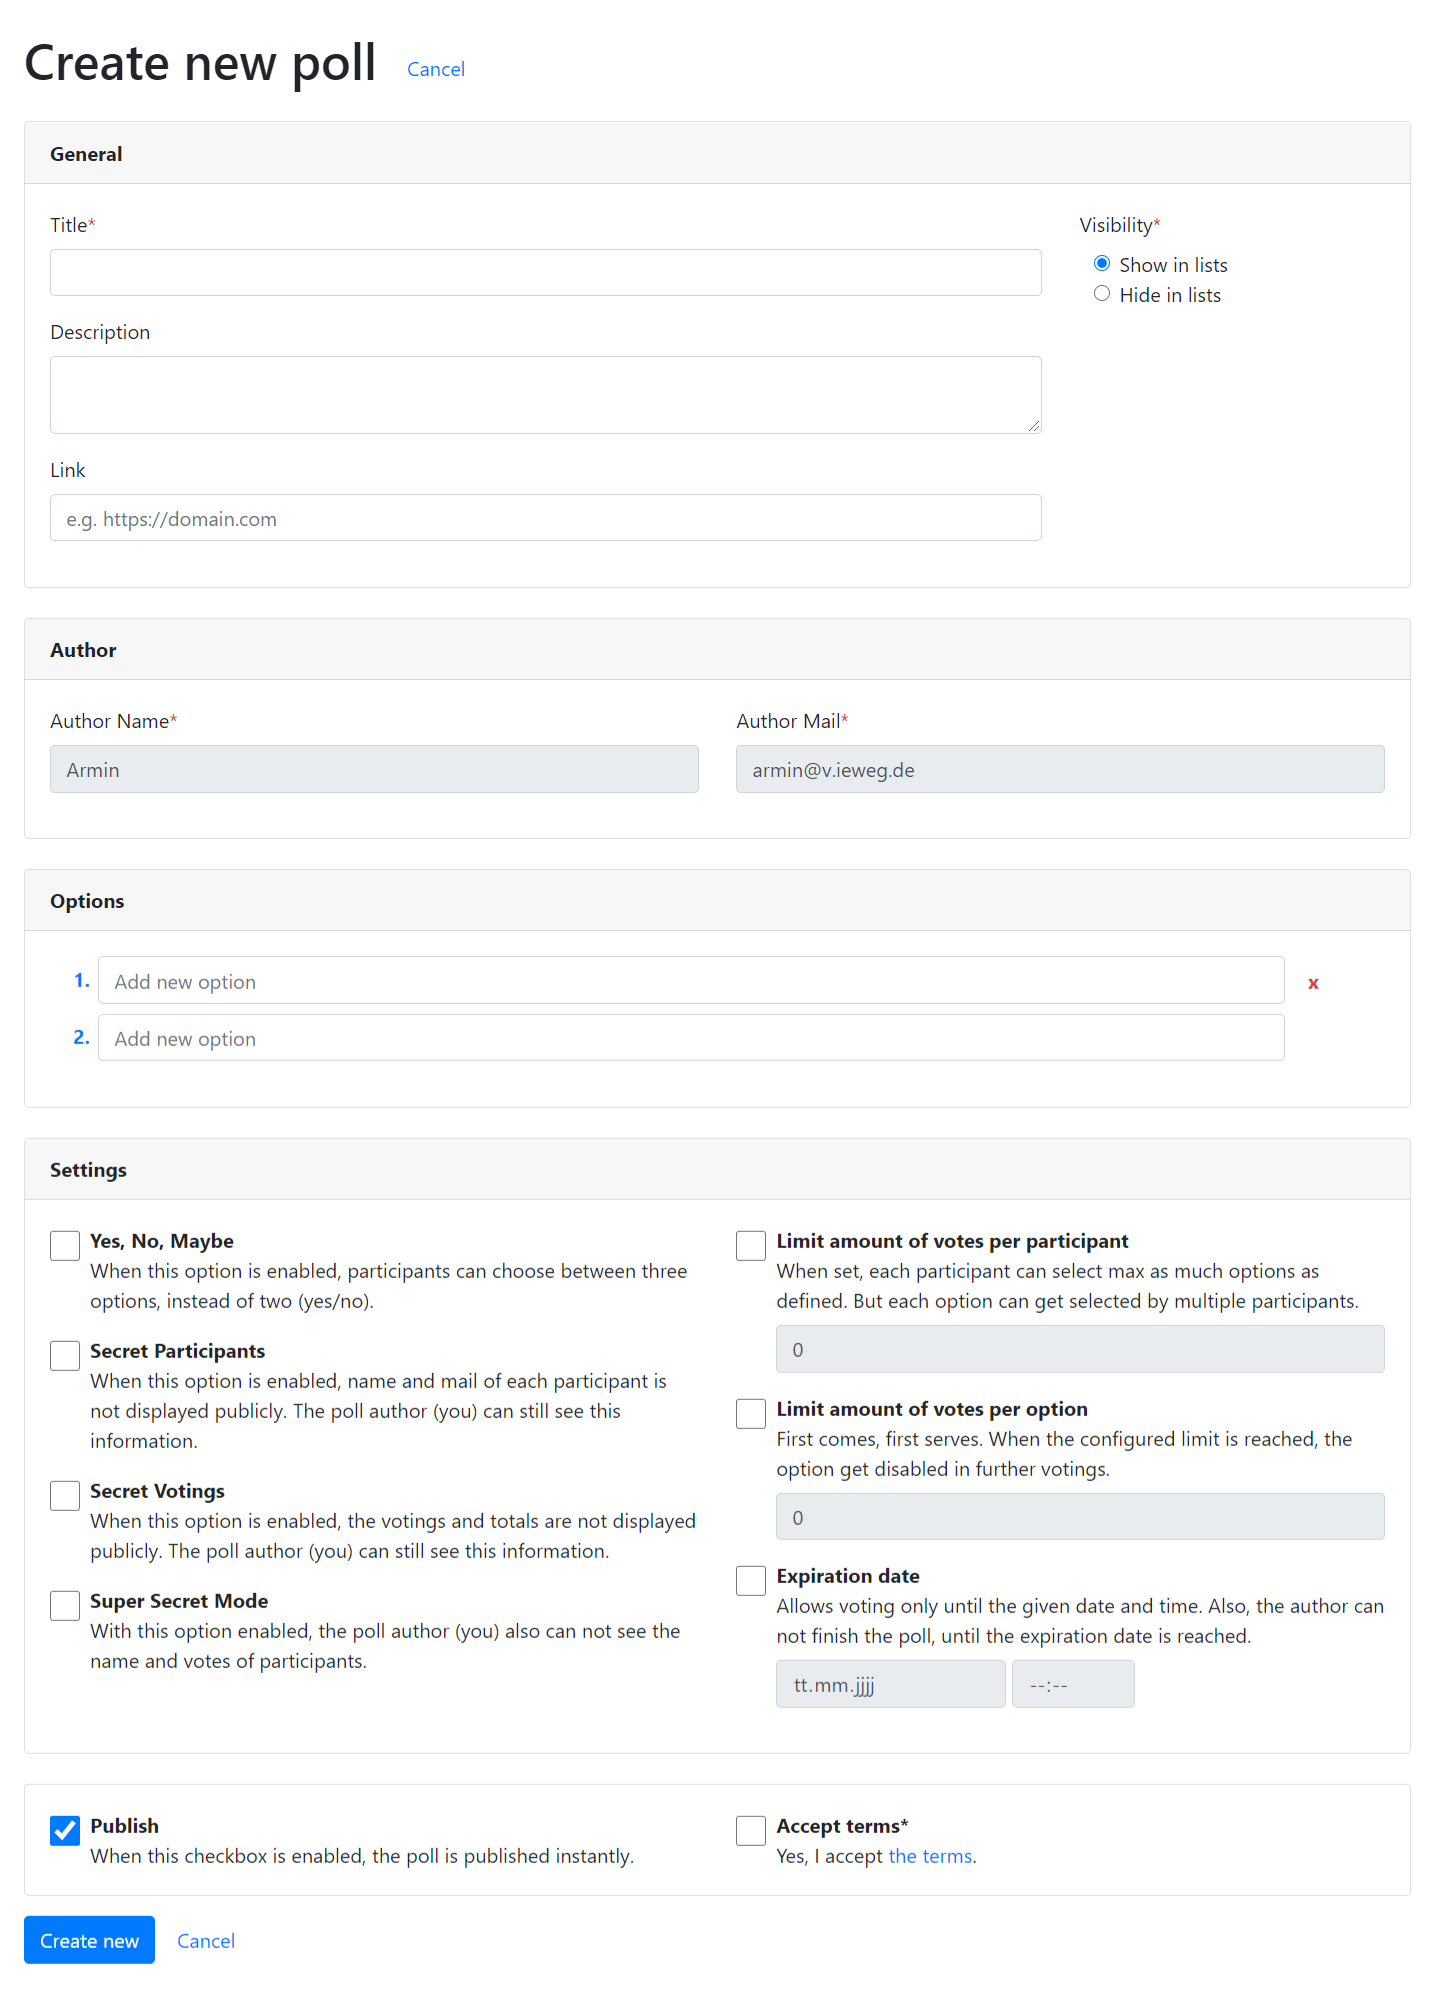 Create new poll Cancel
General
Title*
Visibility*
Show in lists
Hide in lists
Description
Link
e.g. https://domain.com
Author
Author Name*
Armin
Author Mail*
armin@v.ieweg.de
Options
1. Add new option x
2. Add new option
Settings
Yes, No, Maybe
When this option is enabled, participants can choose between three
options, instead of two (yes/no).
Secret Participants
When this option is enabled, name and mail of each participant is
not displayed publicly. The poll author (you) can still see this
information.
Secret Votings
When this option is enabled, the votings and totals are not displayed
publicly. The poll author (you) can still see this information.
Super Secret Mode
With this option enabled, the poll author (you) also can not see the
name and votes of participants.
Limit amount of votes per participant
When set, each participant can select max as much options as
defined. But each option can get selected by multiple participants.
0
Limit amount of votes per option
First comes, first serves. When the configured limit is reached, the
option get disabled in further votings.
0
Expiration date
Allows voting only until the given date and time. Also, the author can
not finish the poll, until the expiration date is reached.
tt.mm.jjjj --:--
Publish
When this checkbox is enabled, the poll is published instantly.
Accept terms*
Yes, I accept the terms.
Create new Cancel